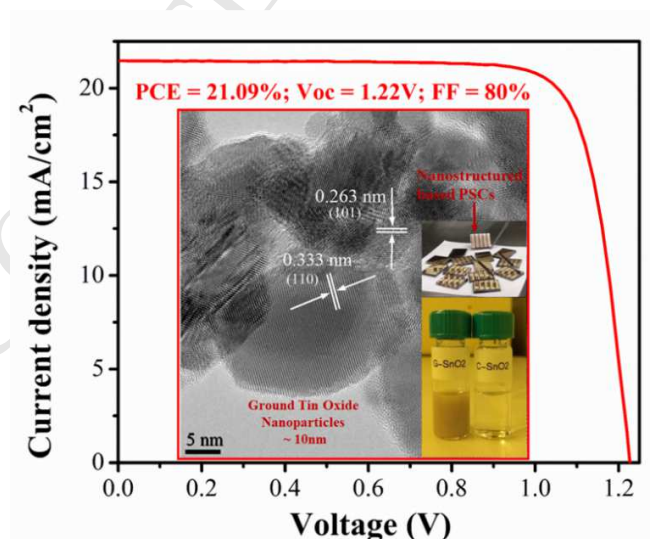 PCE = 21.09%; Voc = 1.22V; FF = 80%
Current density (mA/cm²)
20
15
10
5
0
0.263 nm
(101)
0.333 nm
(110)
Nanostructured
based PSCs
G-SnO2
C-SnO2
Ground Tin Oxide
Nanoparticles
~ 10nm
5 nm
0.0 0.2 0.4 0.6 0.8 1.0 1.2
Voltage (V)